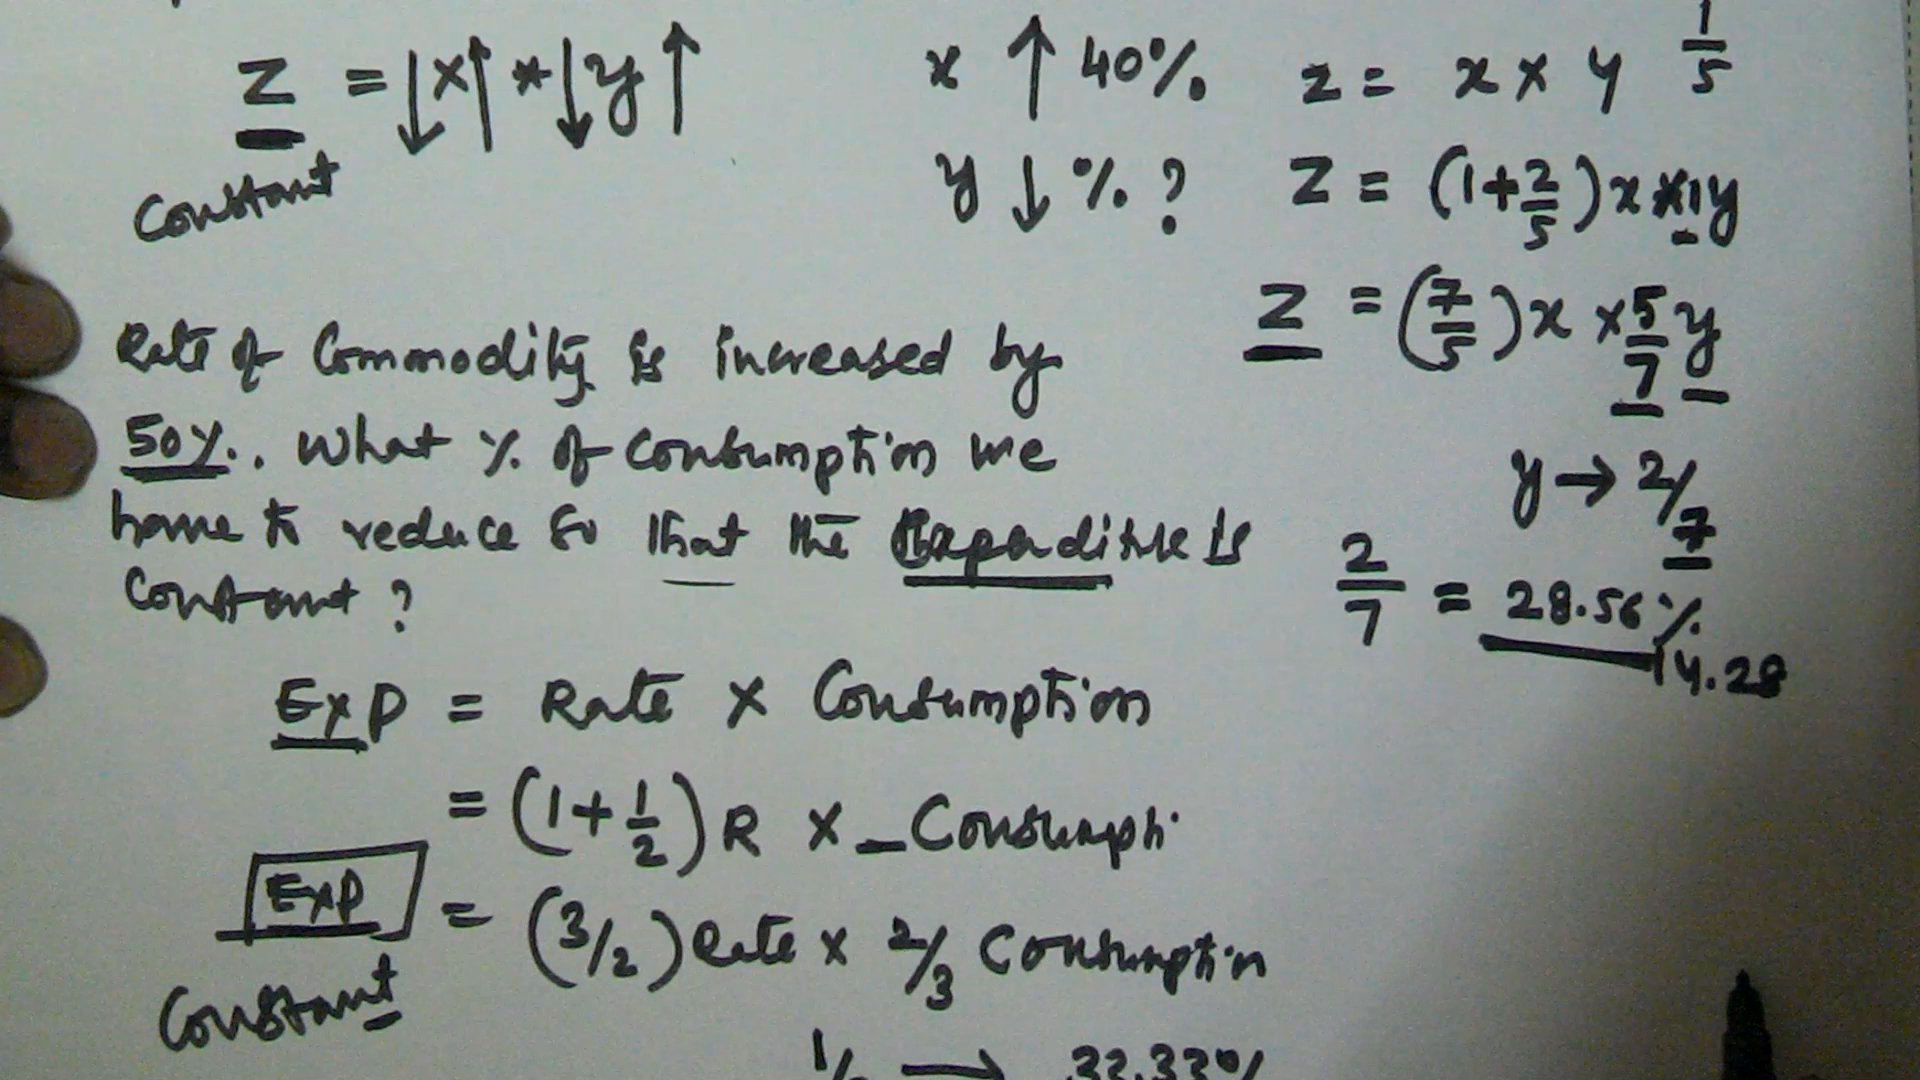 Z = ↓x↑ * ↓y↑
Constant
x ↑ 40%
y ↓ %?
1/5
z = x × y
Z = (1+2/5)x × 1y
Z = (7/5)x × 5/7 y
y → 2/7
2/7 = 28.56%
14.28
Rate of Commodity is increased by
50%. What % of Consumption we
have to reduce so that the Expenditure is
Constant?
Exp = Rate × Consumption
= (1+1/2) R × _ Consumpti
Exp = (3/2) Rate × 2/3 Consumption
Constant
→ 33.33%